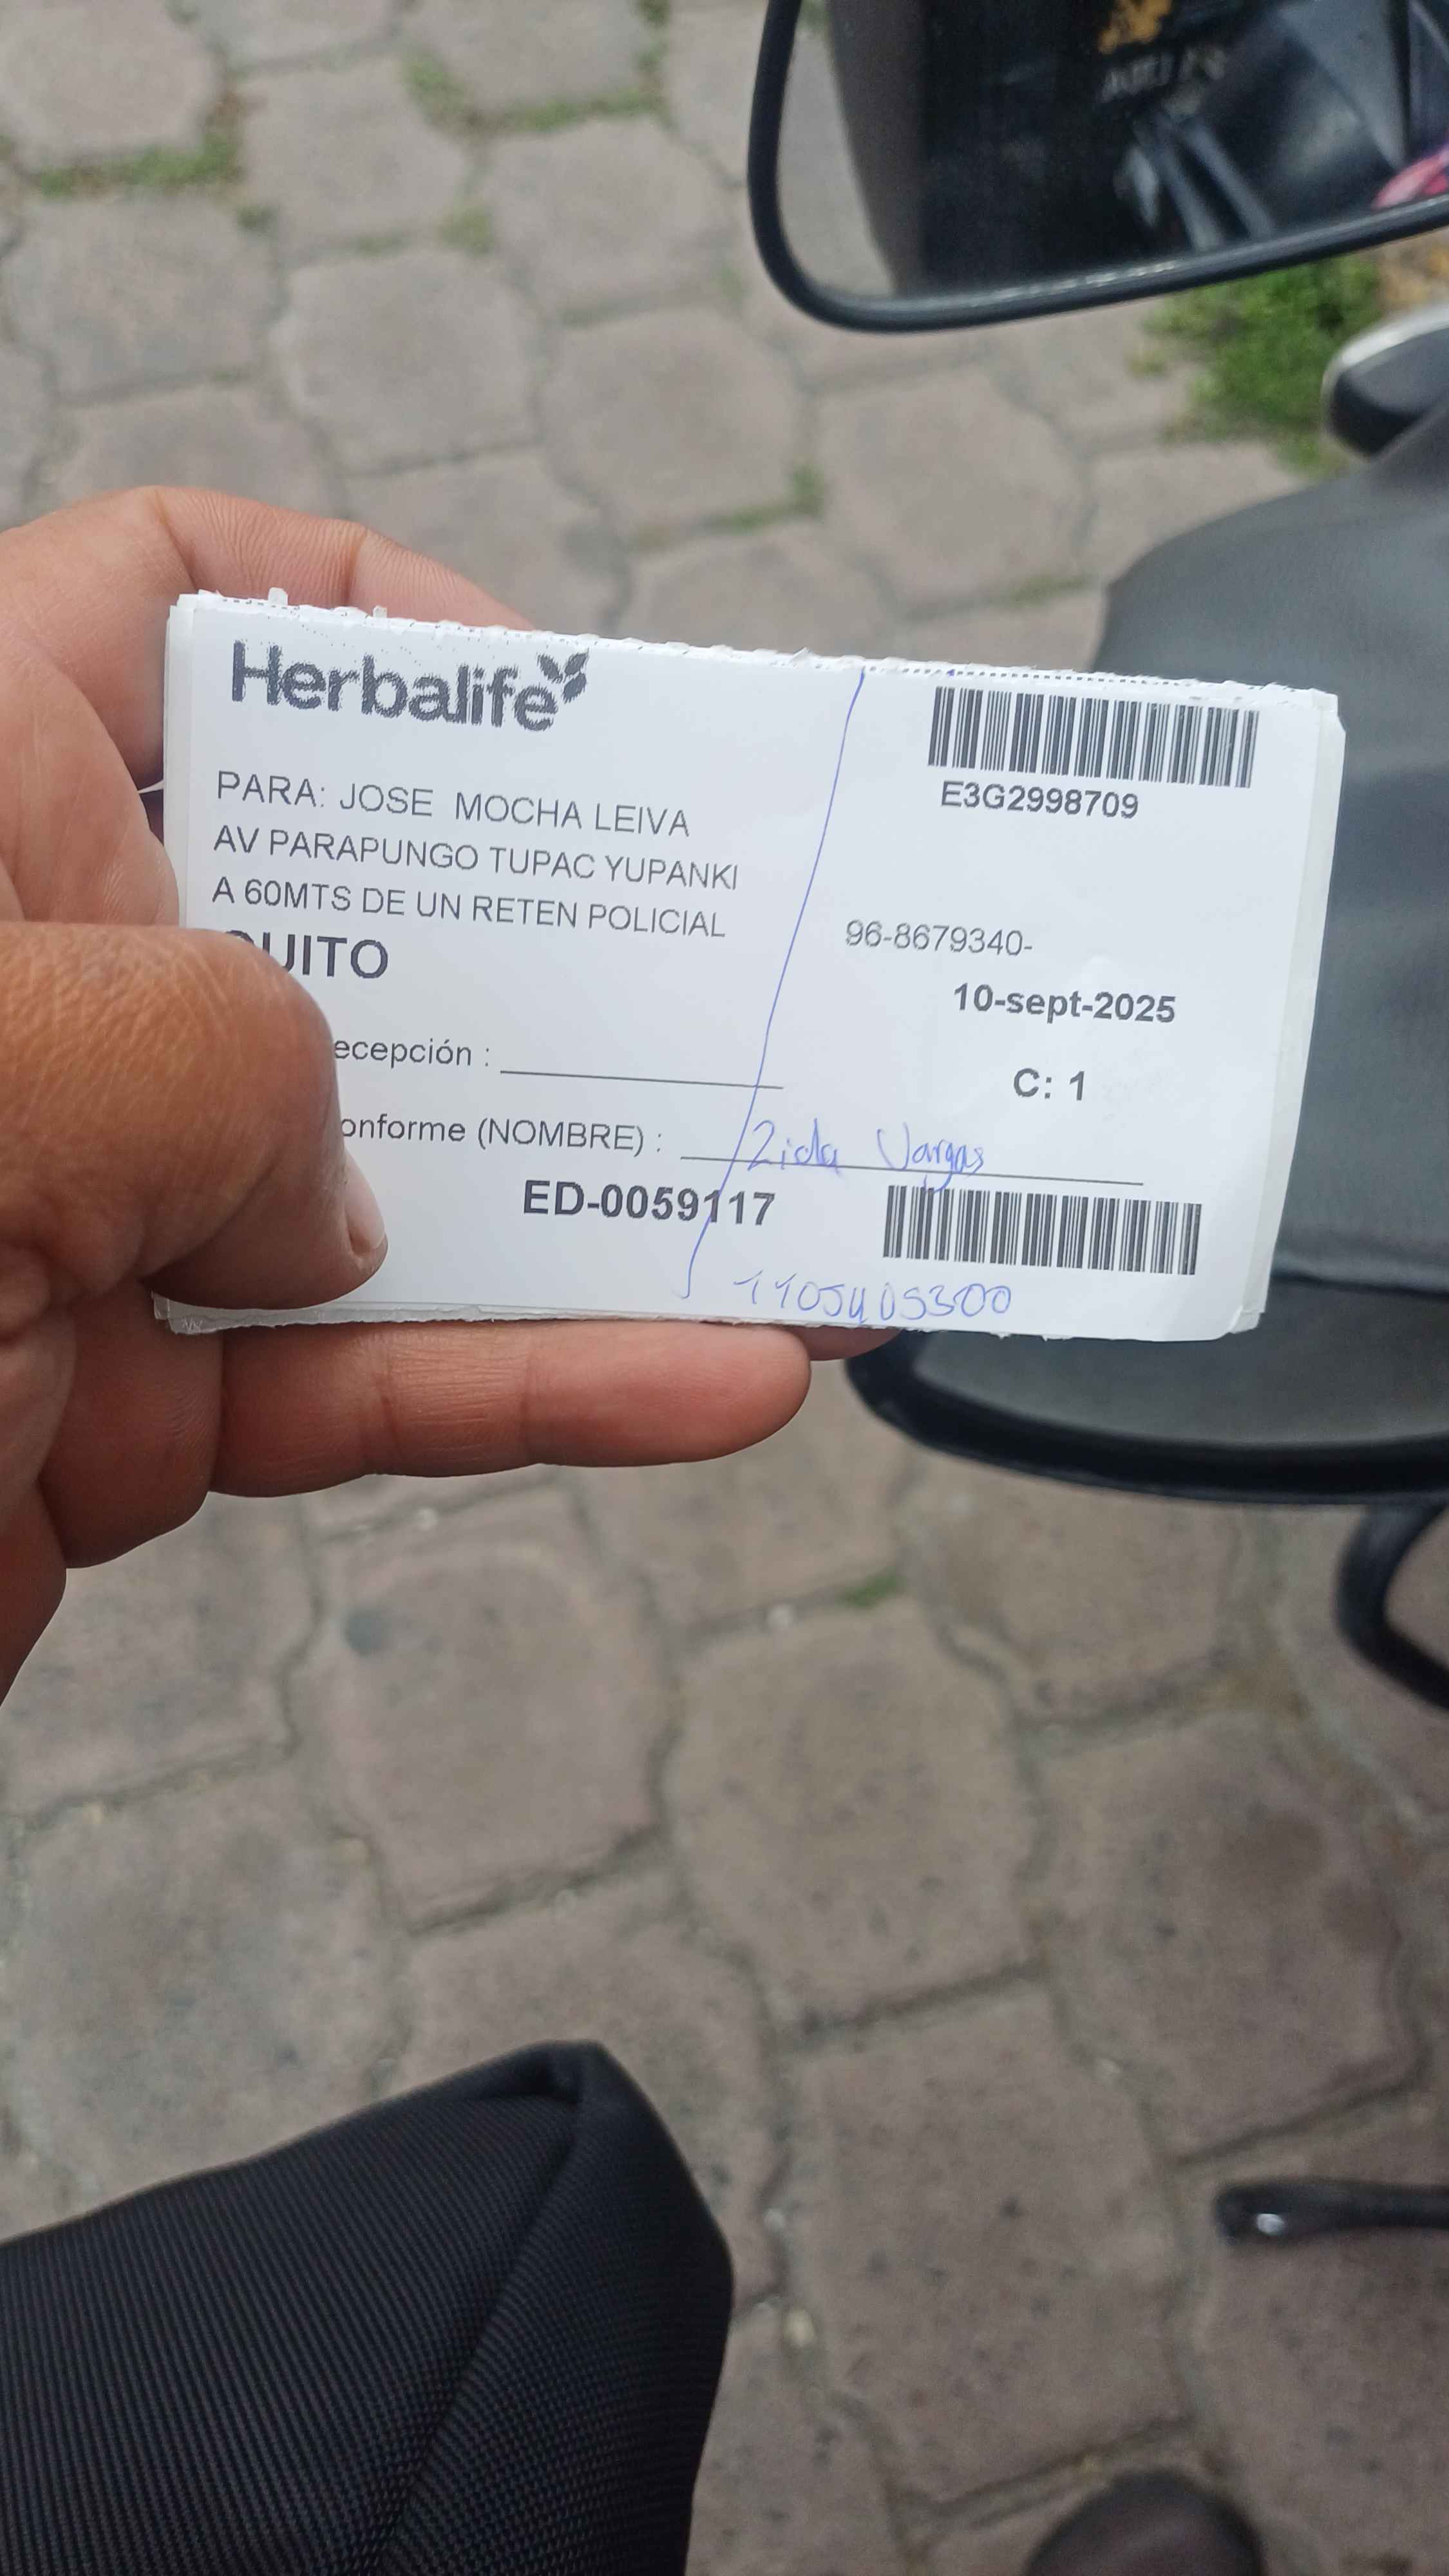 Herbalife
E3G2998709
PARA: JOSE MOCHA LEIVA
AV PARAPUNGO TUPAC YUPANKI
A 60MTS DE UN RETEN POLICIAL
96-8679340-
UITO
10-sept-2025
ecepción :
C: 1
onforme (NOMBRE) : Vargas
ED-0059117
1105405300